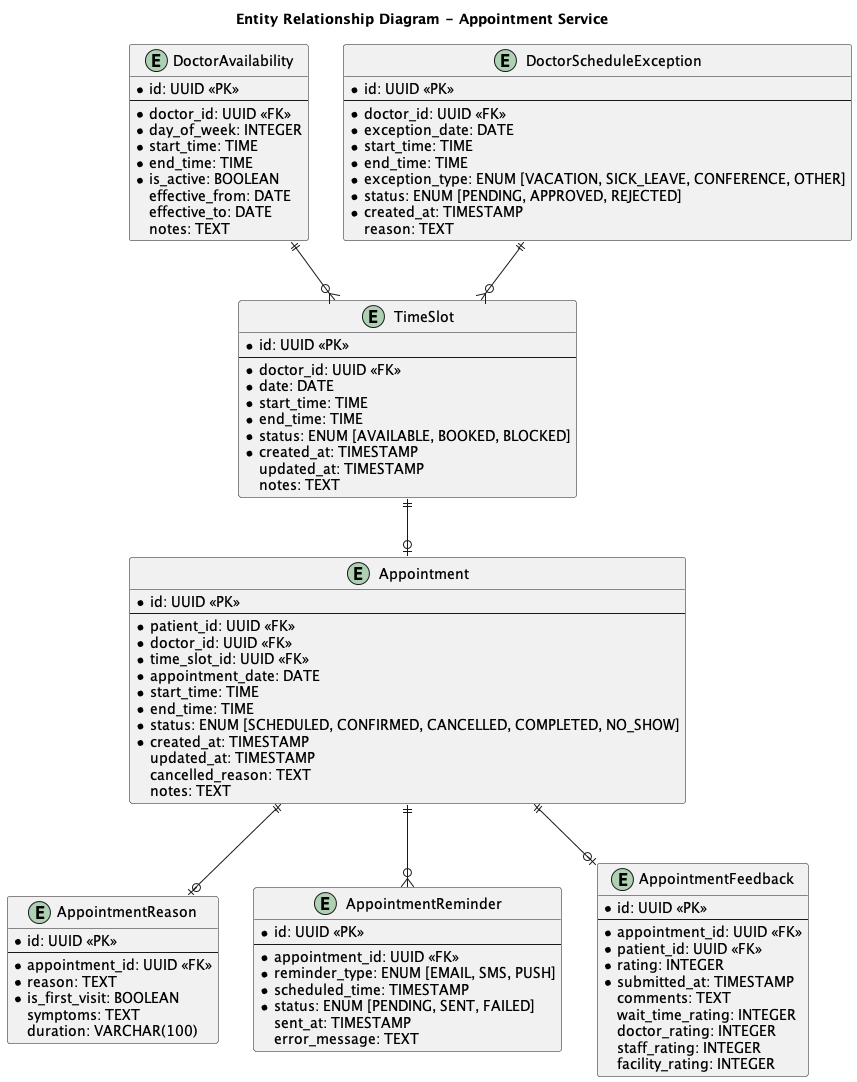 Entity Relationship Diagram – Appointment Service
E DoctorAvailability
id: UUID «PK»
doctor_id: UUID «FK»
day_of_week: INTEGER
start_time: TIME
end_time: TIME
is_active: BOOLEAN
effective_from: DATE
effective_to: DATE
notes: TEXT
E DoctorScheduleException
id: UUID «PK»
doctor_id: UUID «FK»
exception_date: DATE
start_time: TIME
end_time: TIME
exception_type: ENUM [VACATION, SICK_LEAVE, CONFERENCE, OTHER]
status: ENUM [PENDING, APPROVED, REJECTED]
created_at: TIMESTAMP
reason: TEXT
E TimeSlot
id: UUID «PK»
doctor_id: UUID «FK»
date: DATE
start_time: TIME
end_time: TIME
status: ENUM [AVAILABLE, BOOKED, BLOCKED]
created_at: TIMESTAMP
updated_at: TIMESTAMP
notes: TEXT
E Appointment
id: UUID «PK»
patient_id: UUID «FK»
doctor_id: UUID «FK»
time_slot_id: UUID «FK»
appointment_date: DATE
start_time: TIME
end_time: TIME
status: ENUM [SCHEDULED, CONFIRMED, CANCELLED, COMPLETED, NO_SHOW]
created_at: TIMESTAMP
updated_at: TIMESTAMP
cancelled_reason: TEXT
notes: TEXT
E AppointmentReason
id: UUID «PK»
appointment_id: UUID «FK»
reason: TEXT
is_first_visit: BOOLEAN
symptoms: TEXT
duration: VARCHAR(100)
E AppointmentReminder
id: UUID «PK»
appointment_id: UUID «FK»
reminder_type: ENUM [EMAIL, SMS, PUSH]
scheduled_time: TIMESTAMP
status: ENUM [PENDING, SENT, FAILED]
sent_at: TIMESTAMP
error_message: TEXT
E AppointmentFeedback
id: UUID «PK»
appointment_id: UUID «FK»
patient_id: UUID «FK»
rating: INTEGER
submitted_at: TIMESTAMP
comments: TEXT
wait_time_rating: INTEGER
doctor_rating: INTEGER
staff_rating: INTEGER
facility_rating: INTEGER